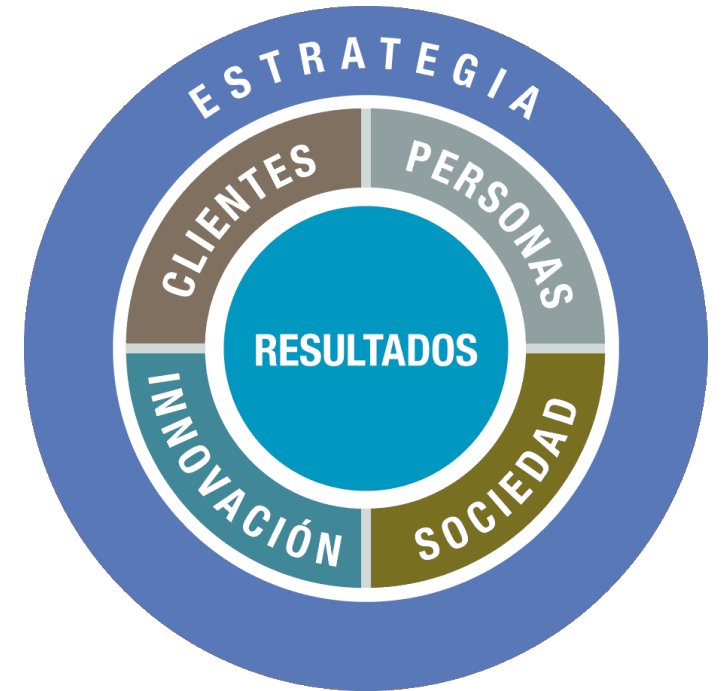 ESTRATEGIA
CLIENTES
PERSONAS
RESULTADOS
INNOVACIÓN
SOCIEDAD